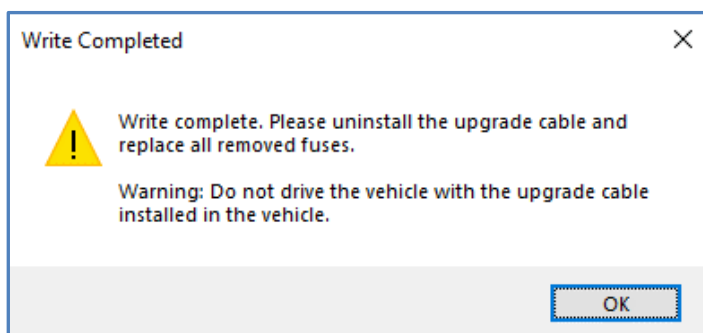 Write Completed
Write complete. Please uninstall the upgrade cable and
replace all removed fuses.
Warning: Do not drive the vehicle with the upgrade cable
installed in the vehicle.
OK